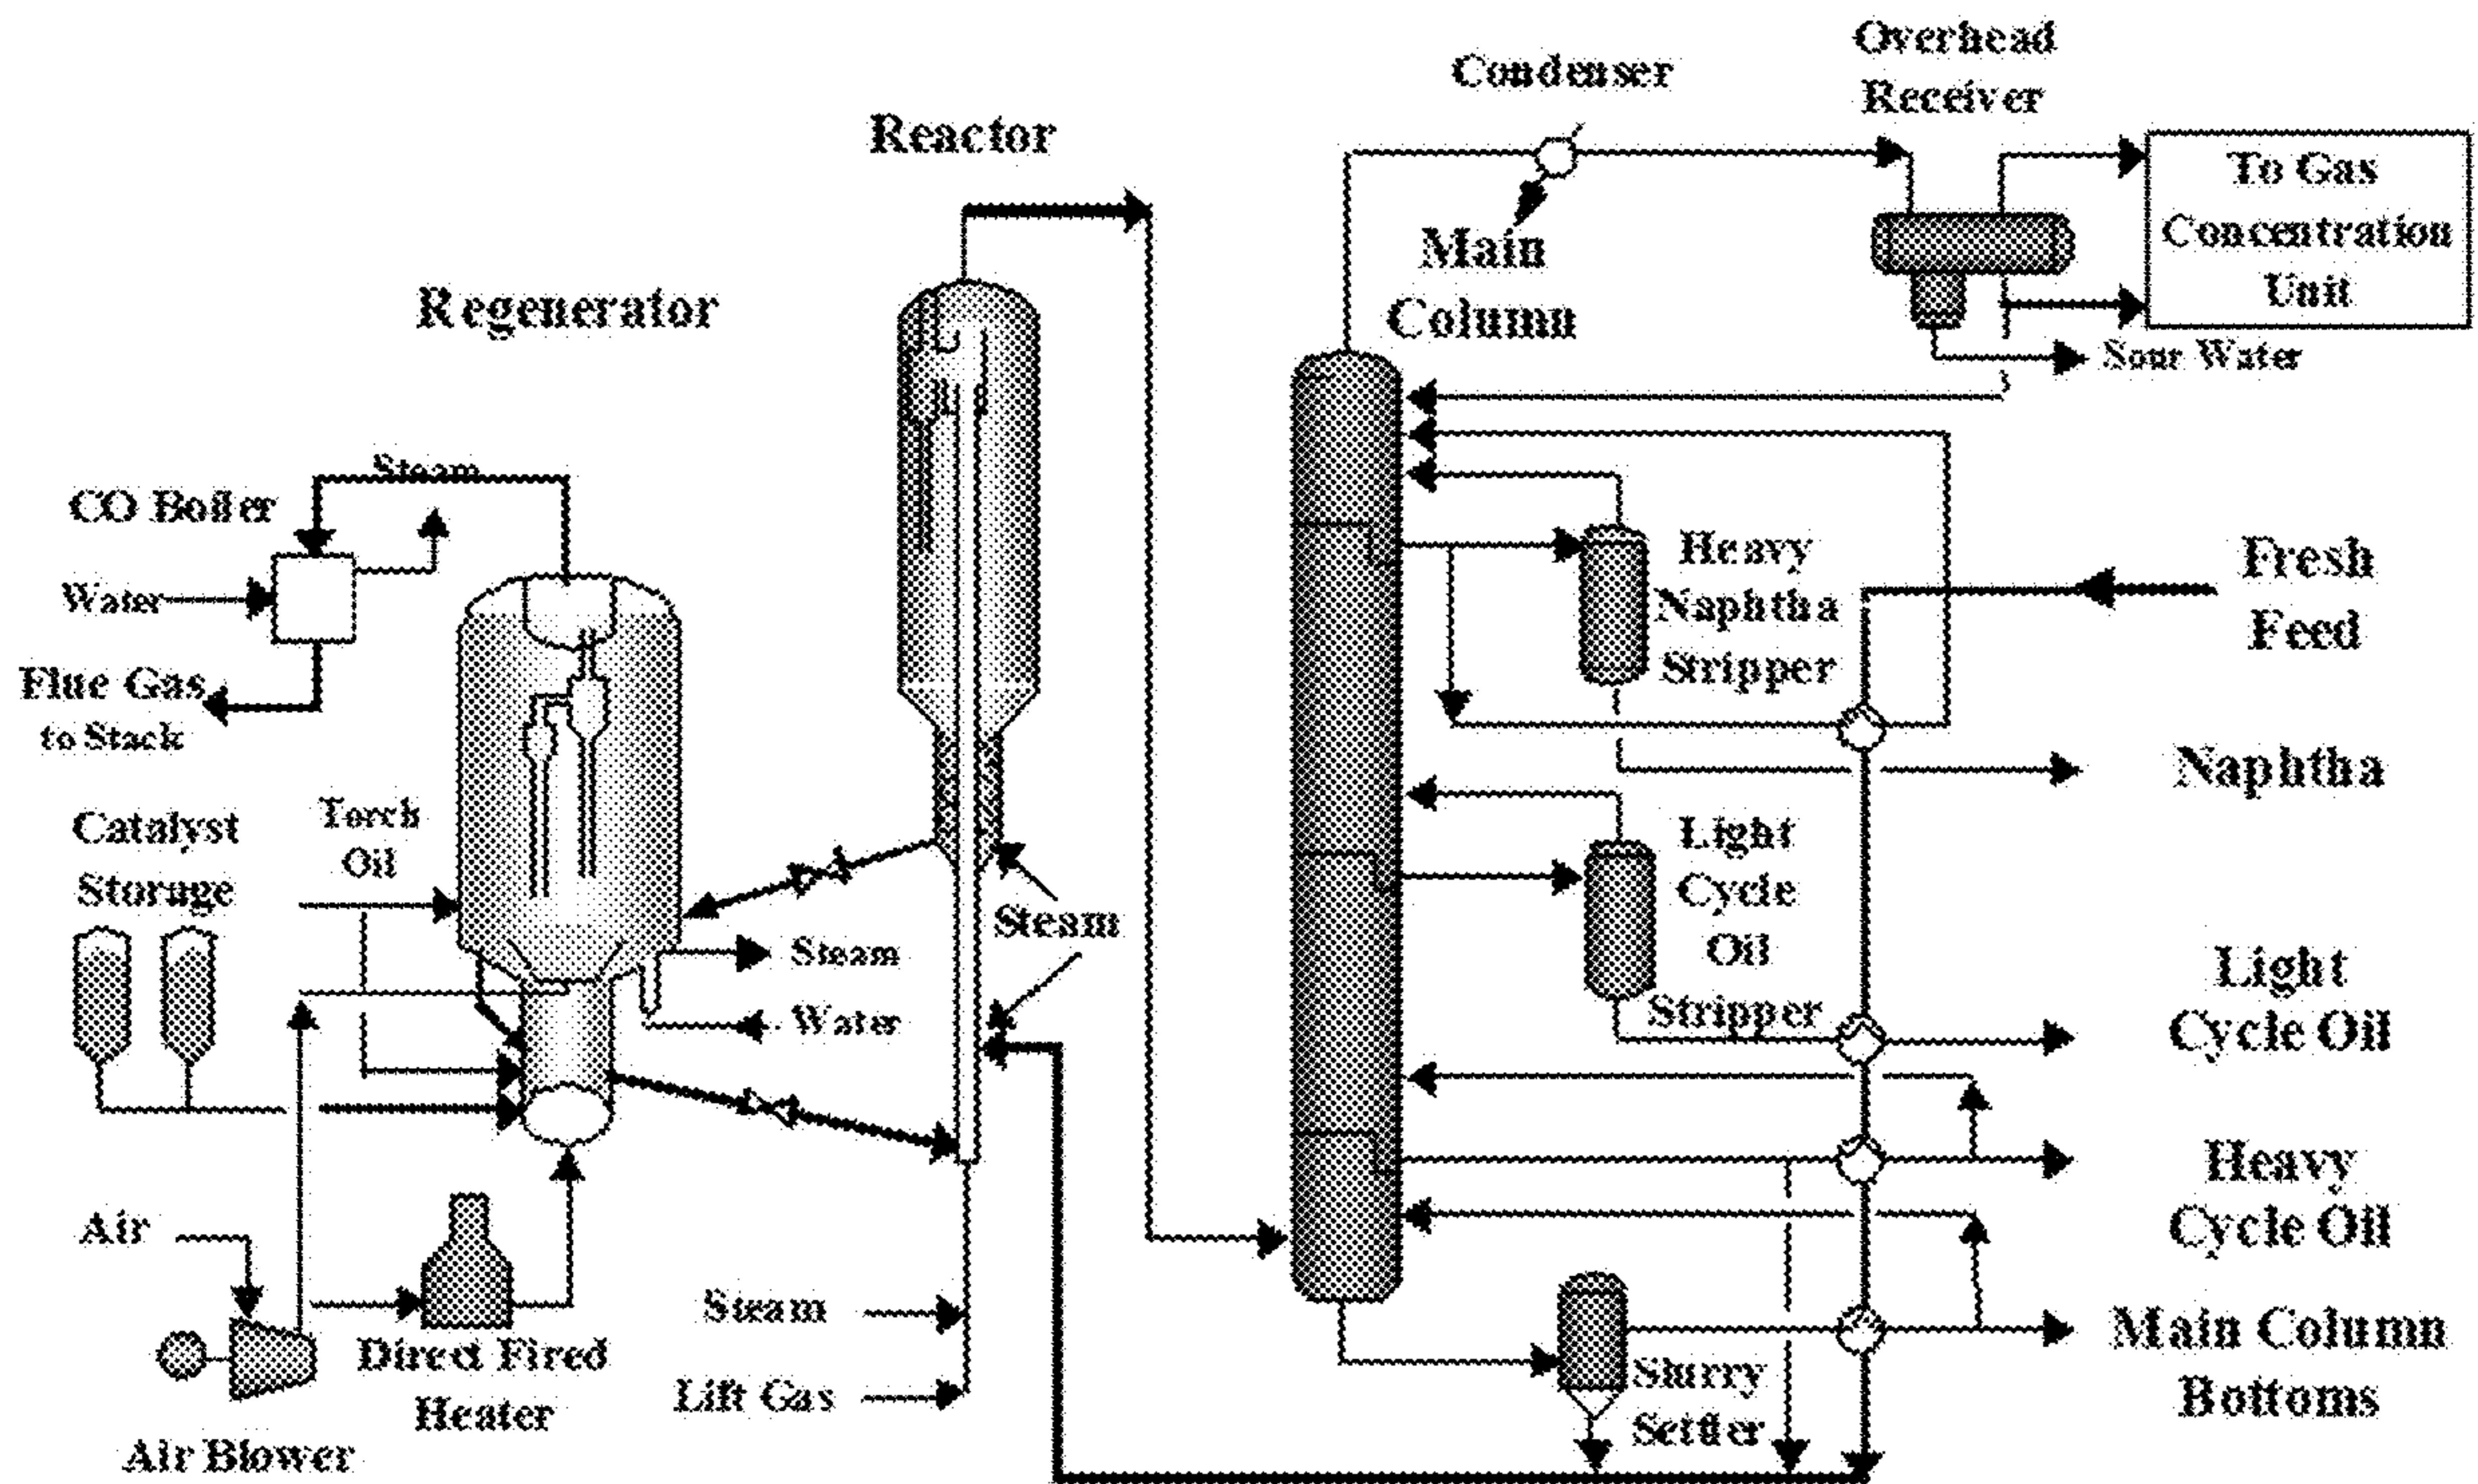 Condenser
Overhead
Receiver
Reactor
To Gas
Concentration
Unit
Main
Column
Regenerator
Sour Water
Steam
CO Boiler
Water
Flue Gas
to Stack
Heavy
Naphtha
Stripper
Fresh
Feed
Naphtha
Catalyst
Storage
Torch
Oil
Light
Cycle
Oil
Stripper
Steam
Steam
Water
Light
Cycle Oil
Heavy
Cycle Oil
Air
Steam
Lift Gas
Direct Fired
Heater
Air Blower
Slurry
Settler
Main Column
Bottoms